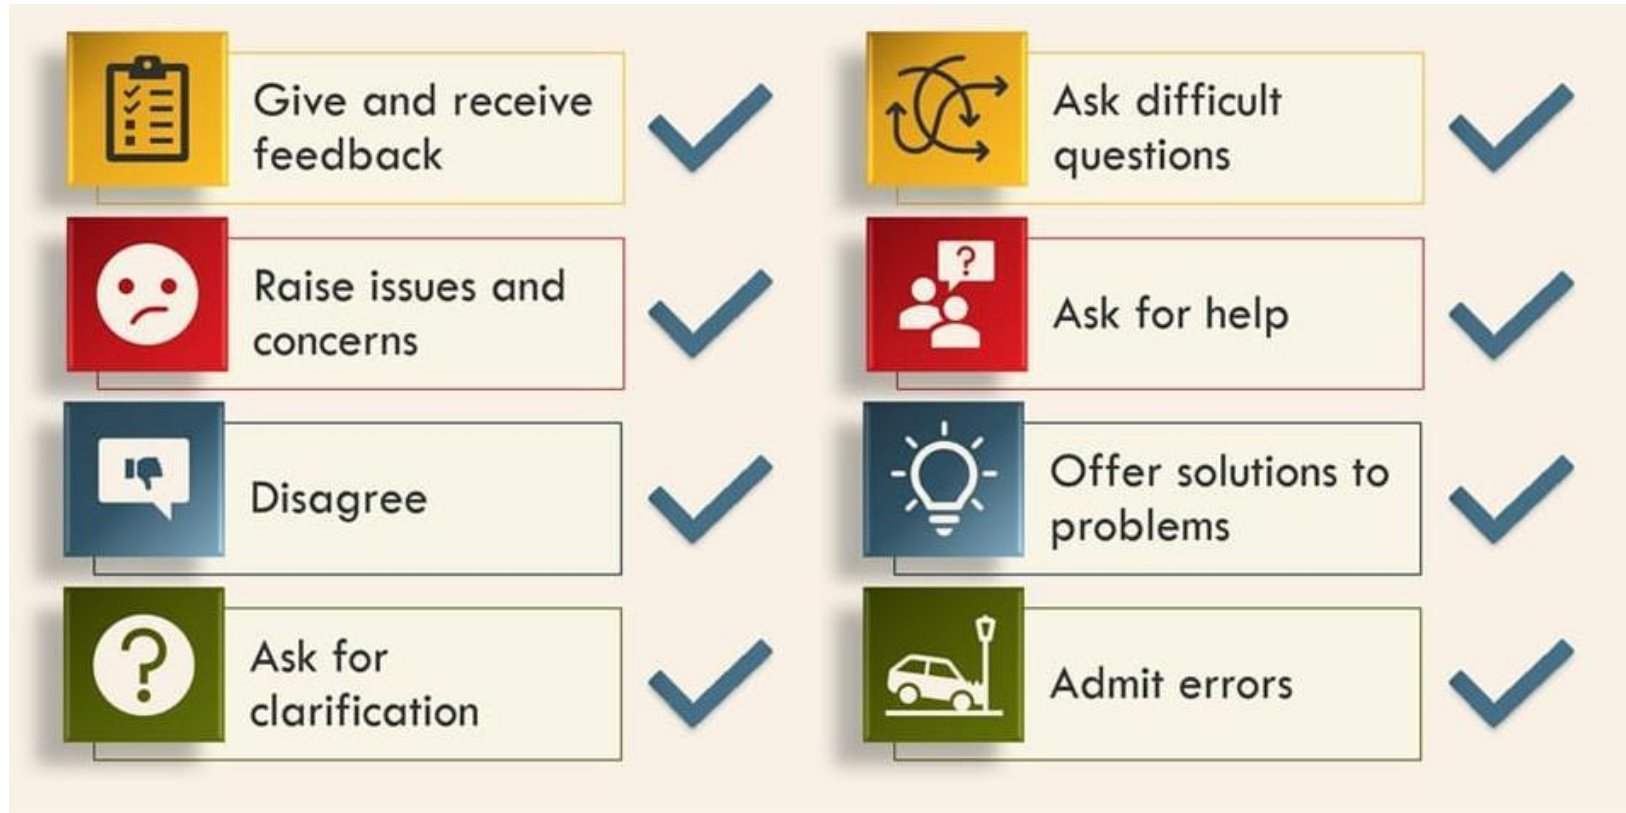 Give and receive
feedback
Raise issues and
concerns
Disagree
Ask for
clarification
Ask difficult
questions
?
Ask for help
Offer solutions to
problems
?
Admit errors